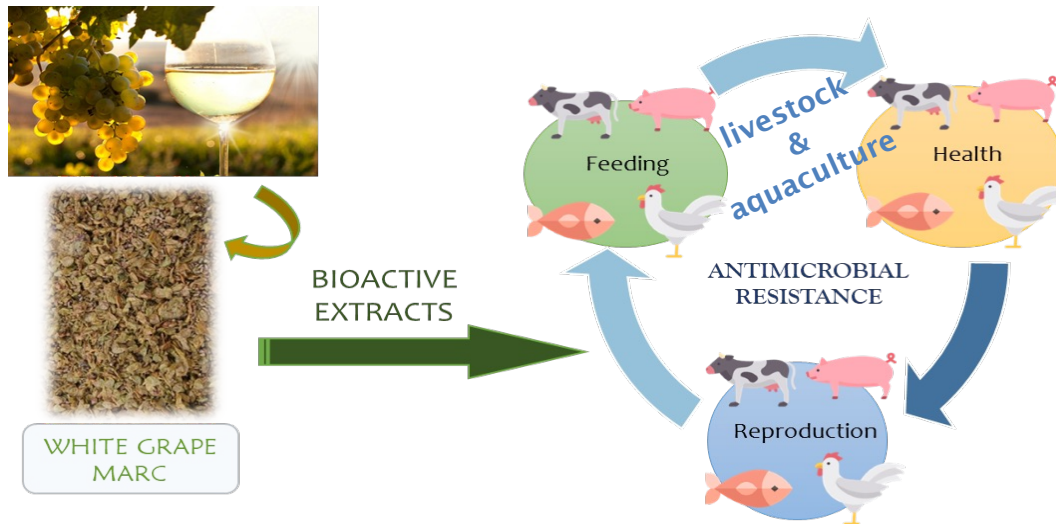 WHITE GRAPE
MARC
BIOACTIVE
EXTRACTS
Feeding
livestock
&
aquaculture
Health
ANTIMICROBIAL
RESISTANCE
Reproduction